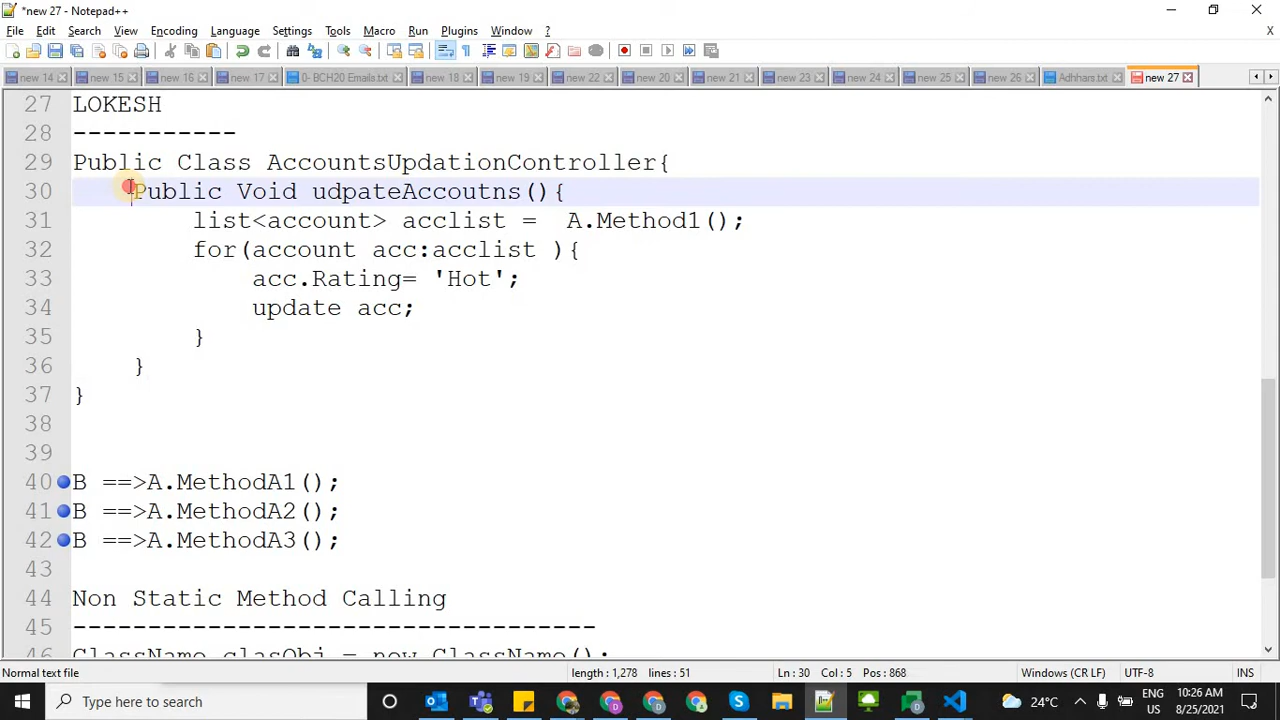 *new 27 - Notepad++
File Edit Search View Encoding Language Settings Tools Macro Run Plugins Window ? X
new 14 new 15 new 16 new 17 0- BCH20 Emails.txt new 18 new 19 new 22 new 20 new 21 new 23 new 24 new 25 new 26 Adhhars.txt new 27
27 LOKESH
28 -----------
29 Public Class AccountsUpdationController{
30 Public Void udpateAccoutns(){
31 list<account> acclist = A.Method1();
32 for(account acc:acclist ){
33 acc.Rating= 'Hot';
34 update acc;
35 }
36 }
37 }
38
39
40 B ==>A.MethodA1();
41 B ==>A.MethodA2();
42 B ==>A.MethodA3();
43
44 Non Static Method Calling
45 -----------------------------------
46 ClassName clasObj = new ClassName();
Normal text file length : 1,278 lines : 51 Ln : 30 Col : 5 Pos : 868 Windows (CR LF) UTF-8 INS
Type here to search 24°C ENG US 10:26 AM 8/25/2021